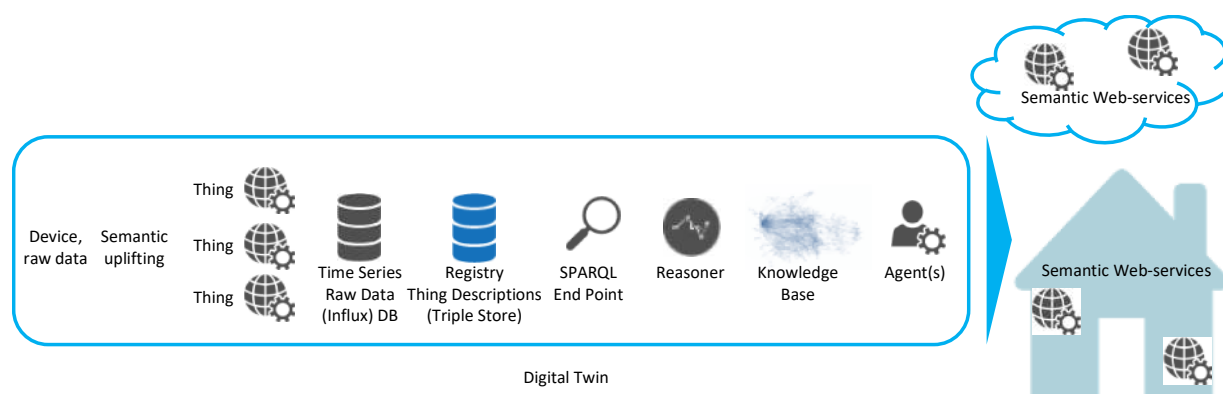 Semantic Web-services
Thing
Thing
Thing
Device,
raw data
Semantic
uplifting
Time Series
Raw Data
(Influx) DB
Registry
Thing Descriptions
(Triple Store)
SPARQL
End Point
Reasoner
Knowledge
Base
Agent(s)
Semantic Web-services
Digital Twin